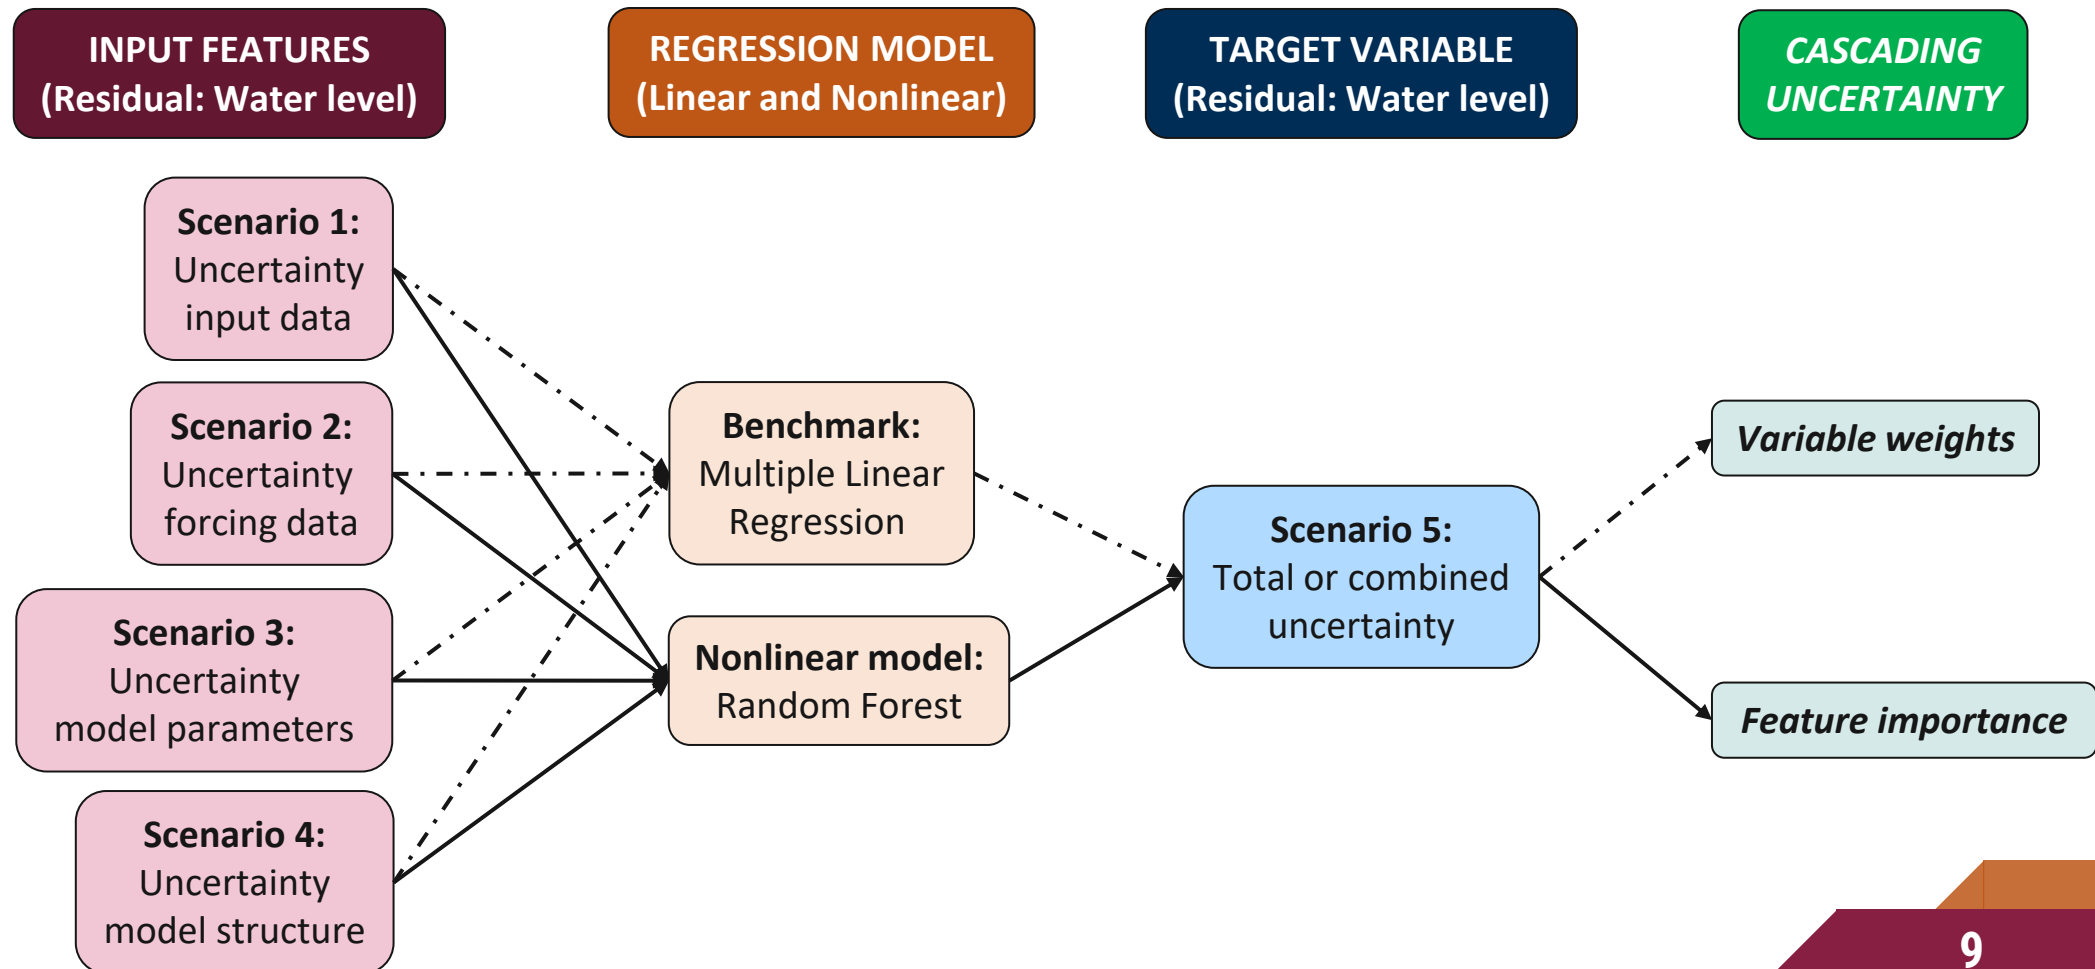 INPUT FEATURES
(Residual: Water level)
REGRESSION MODEL
(Linear and Nonlinear)
TARGET VARIABLE
(Residual: Water level)
CASCADING
UNCERTAINTY
Scenario 1:
Uncertainty
input data
Scenario 2:
Uncertainty
forcing data
Scenario 3:
Uncertainty
model parameters
Scenario 4:
Uncertainty
model structure
Benchmark:
Multiple Linear
Regression
Nonlinear model:
Random Forest
Scenario 5:
Total or combined
uncertainty
Variable weights
Feature importance
9